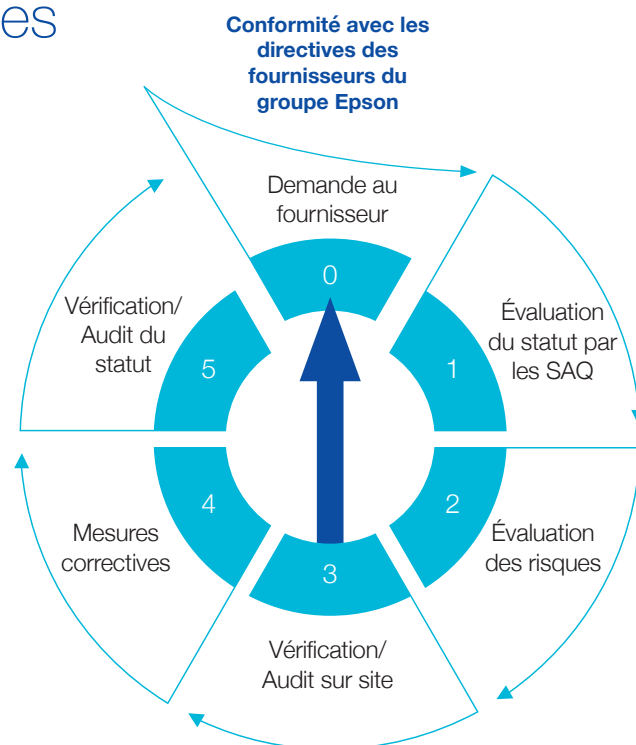 es
Conformité avec les
directives des
fournisseurs du
groupe Epson
Demande au
fournisseur
0
Évaluation
du statut par
les SAQ
1
2
Évaluation
des risques
3
Vérification/
Audit sur site
4
Mesures
correctives
5
Vérification/
Audit du
statut